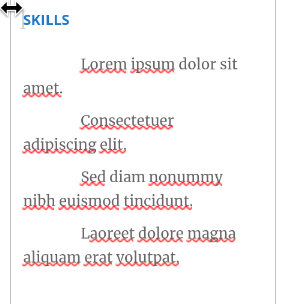 SKILLS
Lorem ipsum dolor sit
amet.
Consectetuer
adipiscing elit.
Sed diam nonummy
nibh euismod tincidunt.
Laoreet dolore magna
aliquam erat volutpat.